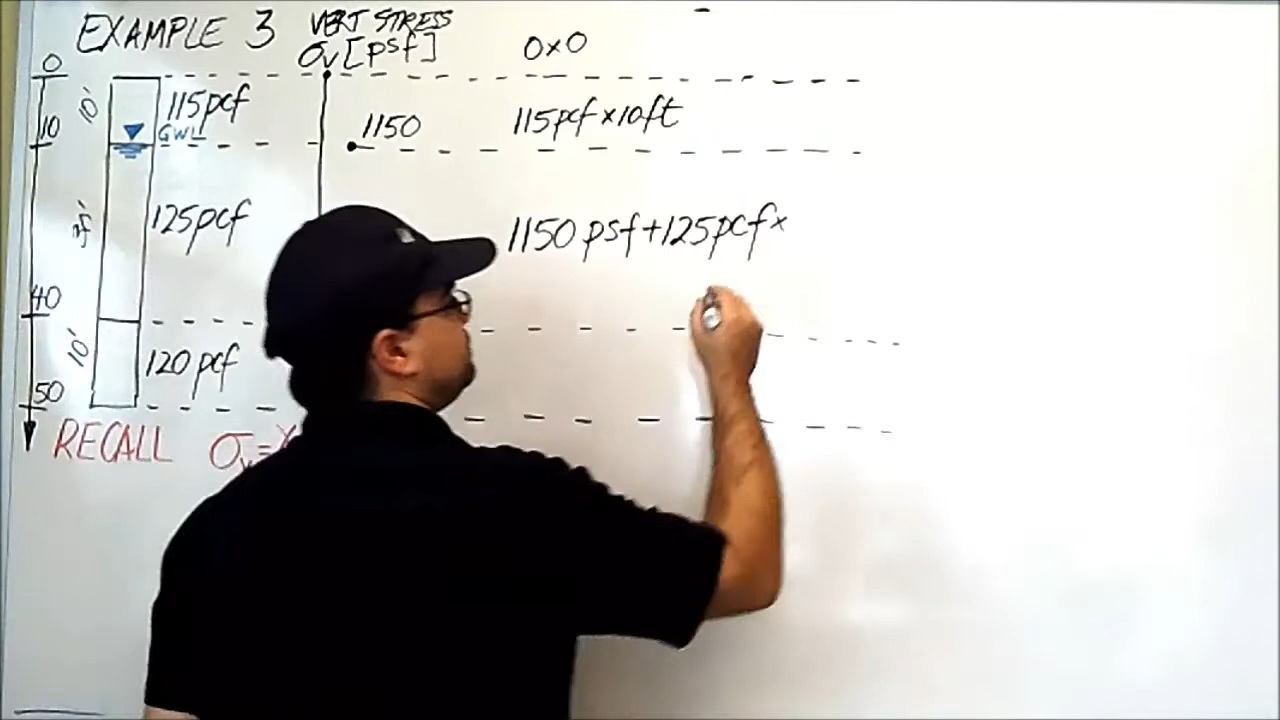 EXAMPLE 3
VERT STRESS
σv [psf]
0×0
0
10'
115pcf
10
GWL
1150
115pcf×10ft
125pcf
1150 psf+125pcf×
40
10'
120 pcf
50
RECALL σv=γ